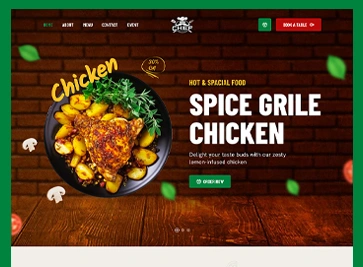 HOME ABOUT MENU CONTACT EVENT
CHEF
BOOK A TABLE
Chicken
30%
HOT & SPACIAL FOOD
SPICE GRILE
CHICKEN
Delight your taste buds with our zesty
lemon-infused chicken
ORDER NOW